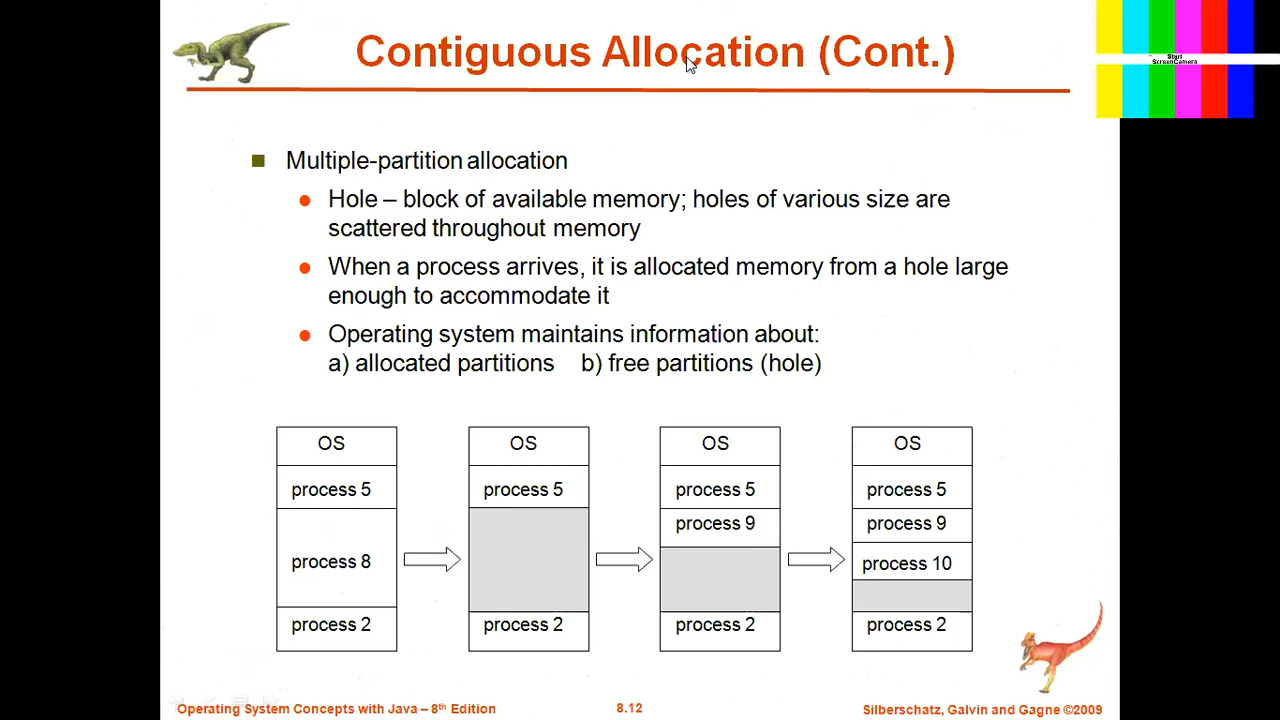 Contiguous Allocation (Cont.)
Start
ScreenCamera
Multiple-partition allocation
Hole – block of available memory; holes of various size are
scattered throughout memory
When a process arrives, it is allocated memory from a hole large
enough to accommodate it
Operating system maintains information about:
a) allocated partitions b) free partitions (hole)
OS
process 5
process 8
process 2
OS
process 5
process 2
OS
process 5
process 9
process 2
OS
process 5
process 9
process 10
process 2
Operating System Concepts with Java – 8th Edition
8.12
Silberschatz, Galvin and Gagne ©2009